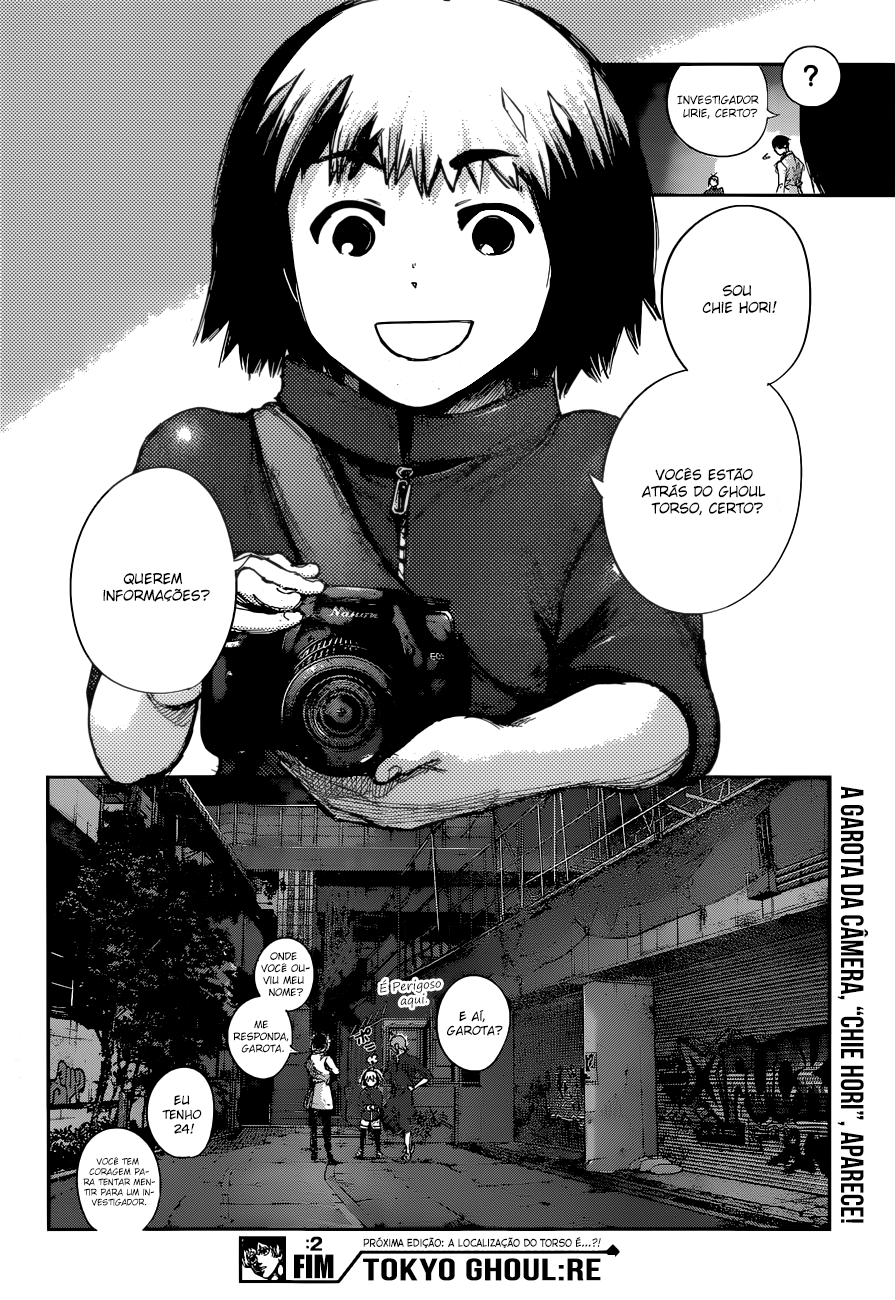 ?
INVESTIGADOR
URIE, CERTO?
SOU
CHIE HORI!
VOCÊS ESTÃO
ATRÁS DO GHOUL
TORSO, CERTO?
QUEREM
INFORMAÇÕES?
E AÍ,
GAROTA?
É Perigoso
aqui.
ONDE
VOCÊ OU-
VIU MEU
NOME?
ME
RESPONDA,
GAROTA.
EU
TENHO
24!
VOCÊ TEM
CORAGEM PA-
RA TENTAR MEN-
TIR PARA UM IN-
VESTIGADOR.
A GAROTA DA CÂMERA, “CHIE HORI”, APARECE!
:2
FIM
PRÓXIMA EDIÇÃO: A LOCALIZAÇÃO DO TORSO É...?!
TOKYO GHOUL:RE